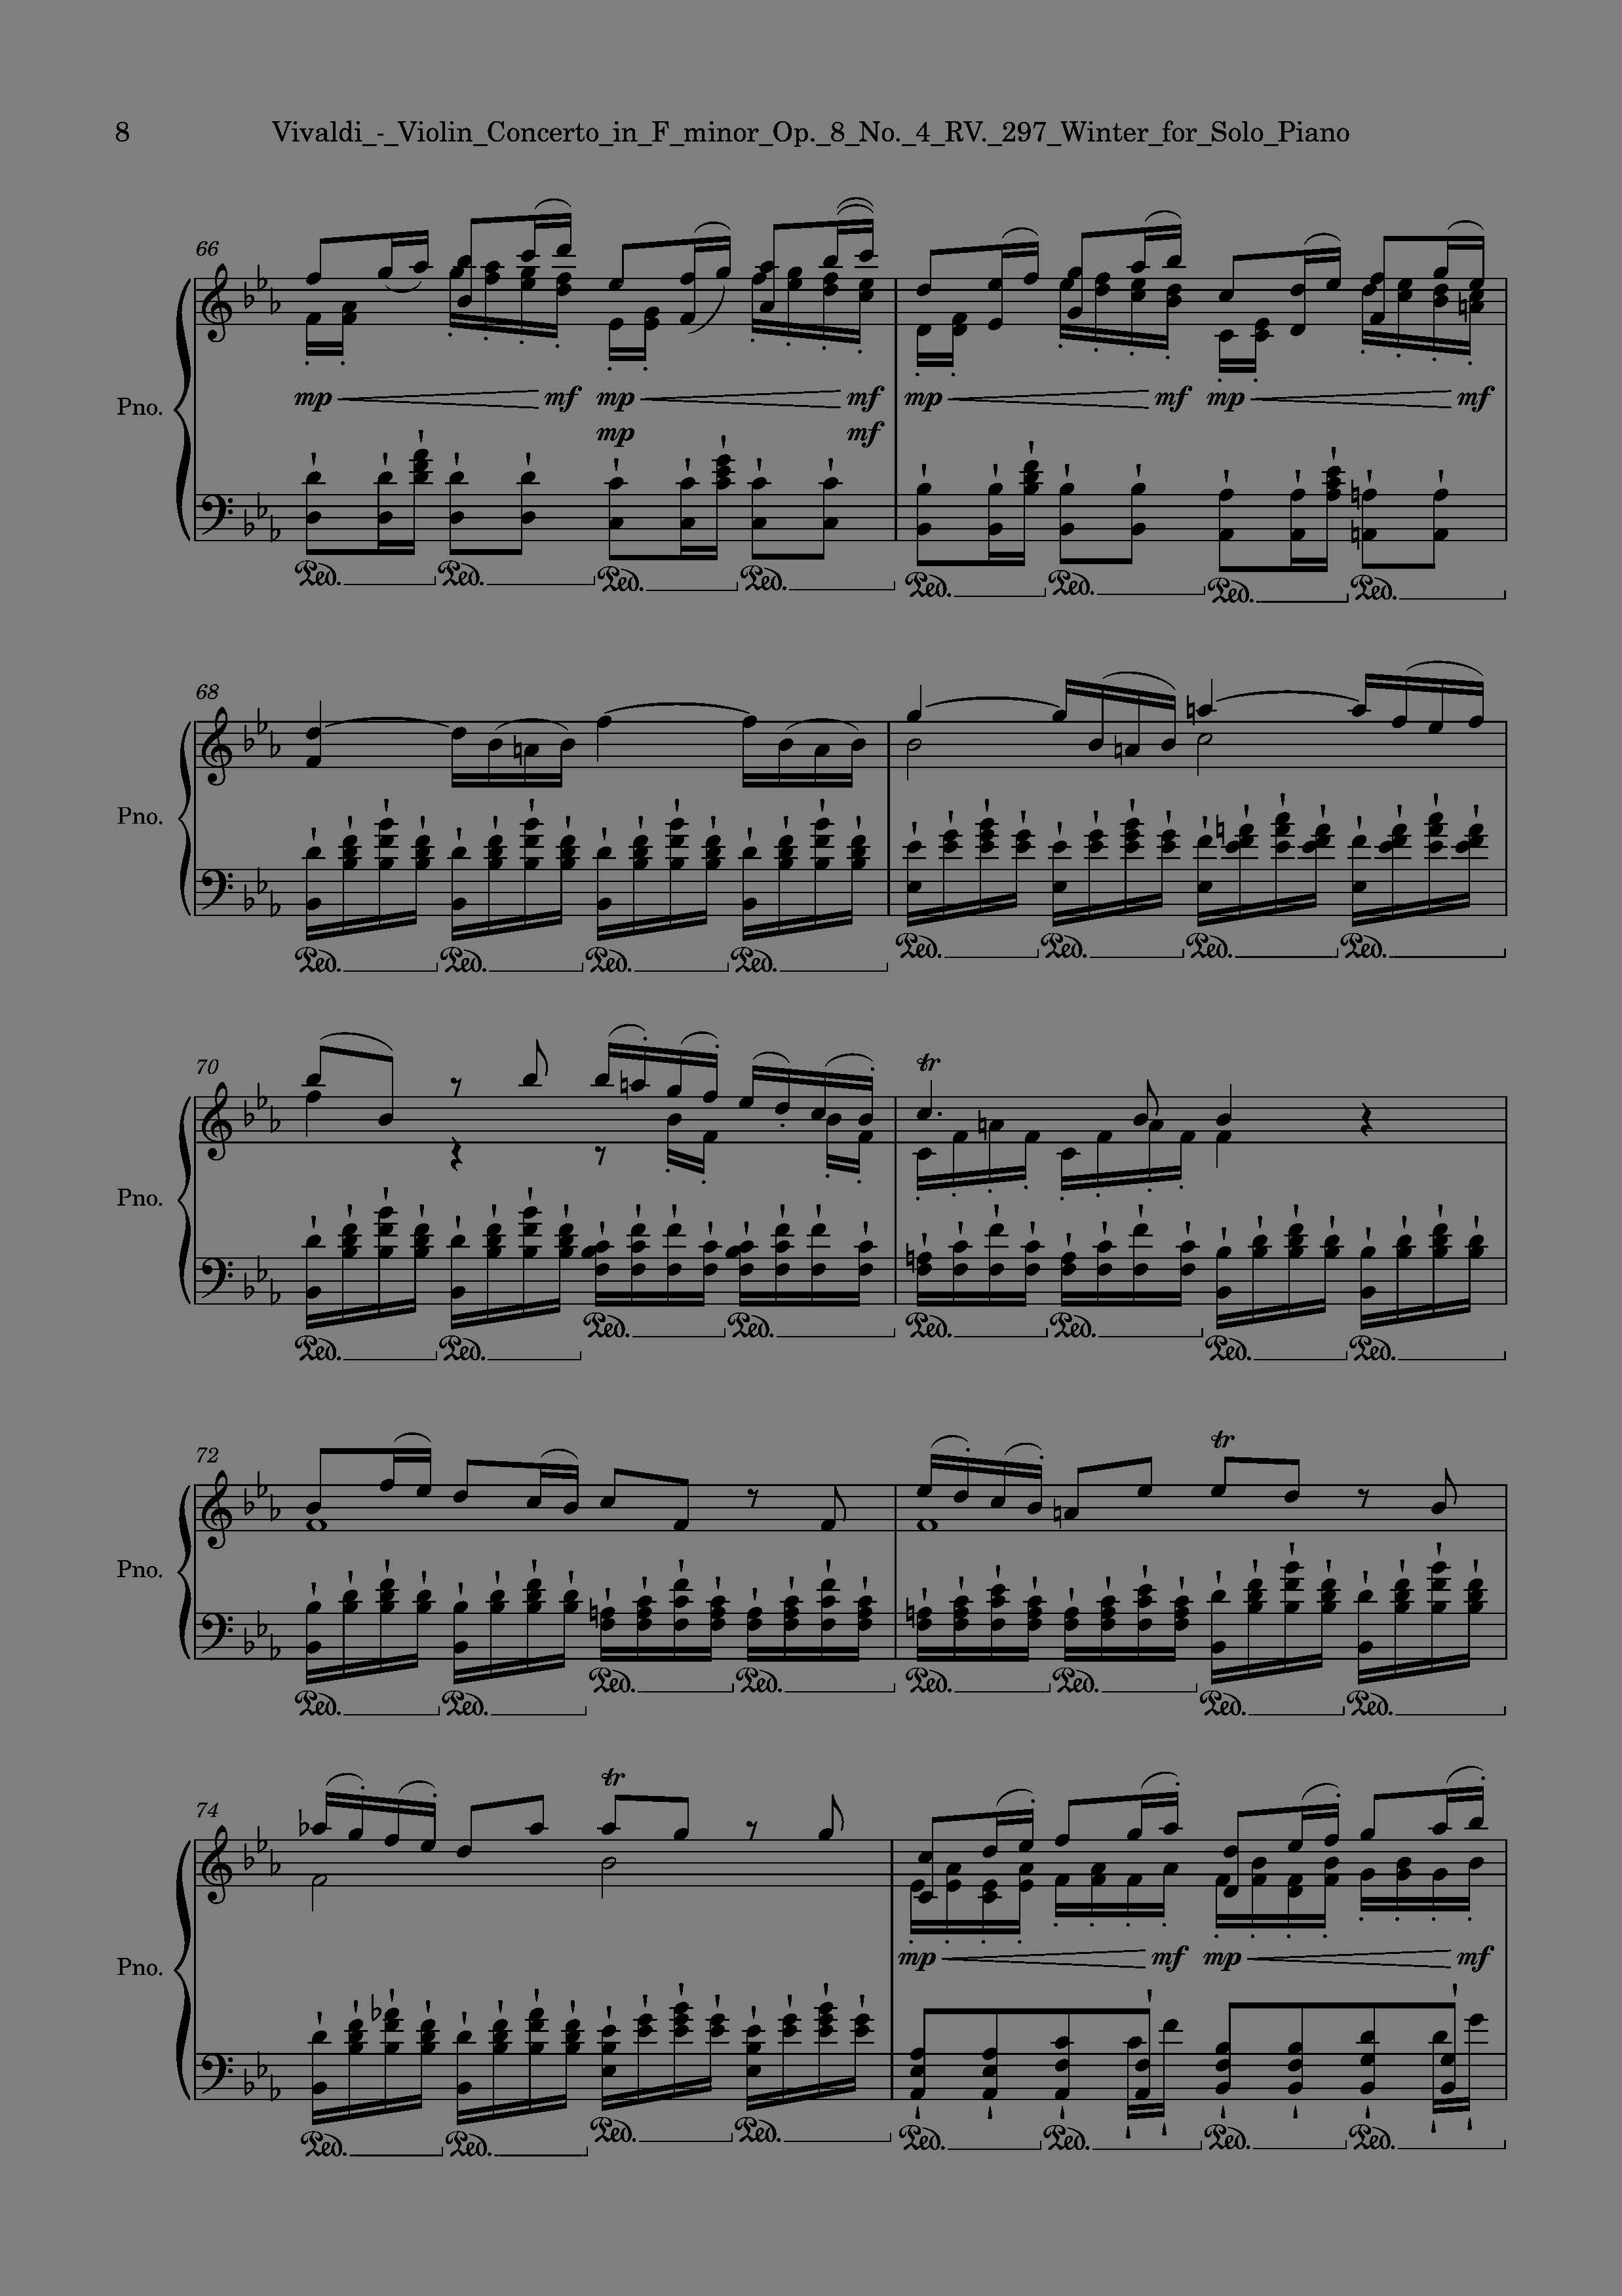 8 Vivaldi_-_Violin_Concerto_in_F_minor_Op._8_No._4_RV._297_Winter_for_Solo_Piano
66
mp mf mp mf mp mf mp mf
Pno.
mp mf
Ped. Ped. Ped. Ped. Ped. Ped. Ped. Ped.
68
Pno.
Ped. Ped. Ped. Ped. Ped. Ped. Ped. Ped.
70 tr
Pno.
Ped. Ped. Ped. Ped. Ped. Ped. Ped. Ped.
72 tr
Pno.
Ped. Ped. Ped. Ped. Ped. Ped. Ped. Ped.
74 tr
mp mf mp mf
Pno.
Ped. Ped. Ped. Ped. Ped. Ped. Ped. Ped.